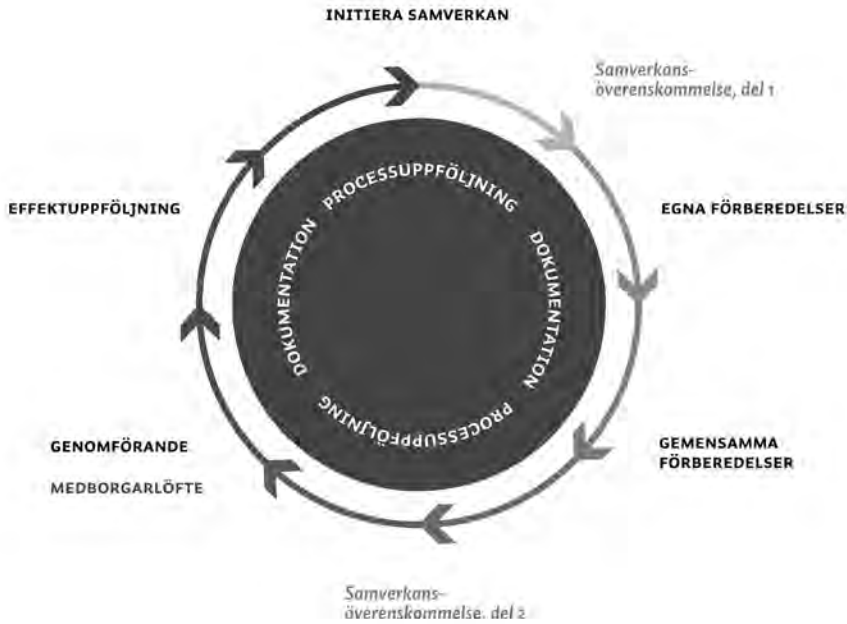 INITIERA SAMVERKAN
Samverkans-
överenskommelse, del 1
EGNA FÖRBEREDELSER
GEMENSAMMA
FÖRBEREDELSER
Samverkans-
överenskommelse, del 2
GENOMFÖRANDE
MEDBORGARLÖFTE
EFFEKTUPPFÖLJNING
PROCESSUPPFÖLJNING
DOKUMENTATION
PROCESSUPPFÖLJNING
DOKUMENTATION